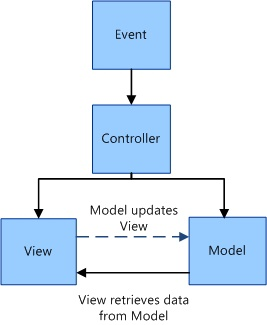 Event
Controller
Model updates
View
View
Model
View retrieves data
from Model